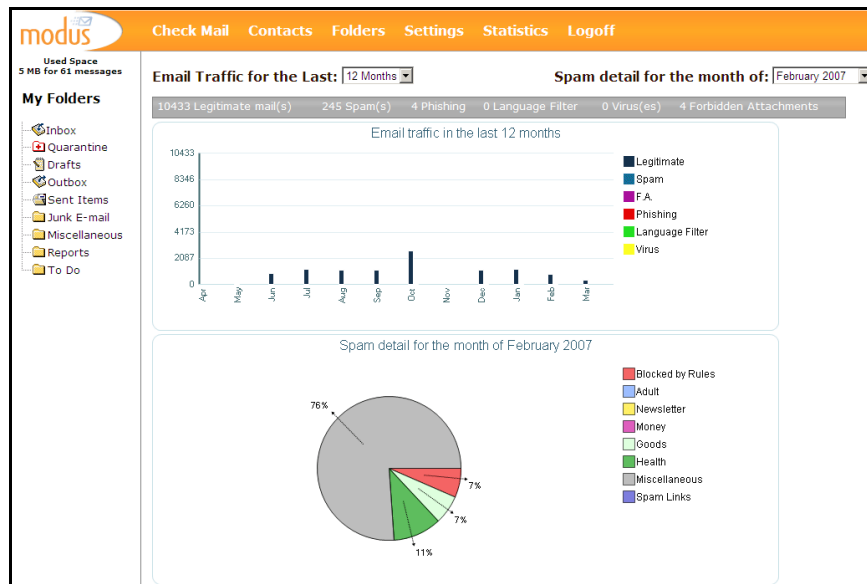 modus
Check Mail Contacts Folders Settings Statistics Logoff
Used Space
5 MB for 61 messages
My Folders
Inbox
Quarantine
Drafts
Outbox
Sent Items
Junk E-mail
Miscellaneous
Reports
To Do
Email Traffic for the Last: 12 Months
Spam detail for the month of: February 2007
10433 Legitimate mail(s) 245 Spam(s) 4 Phishing 0 Language Filter 0 Virus(es) 4 Forbidden Attachments
Email traffic in the last 12 months
10433
8346
6260
4173
2087
0
Apr May Jun Jul Aug Sep Oct Nov Dec Jan Feb Mar
Legitimate
Spam
F.A.
Phishing
Language Filter
Virus
Spam detail for the month of February 2007
76%
7%
7%
11%
Blocked by Rules
Adult
Newsletter
Money
Goods
Health
Miscellaneous
Spam Links